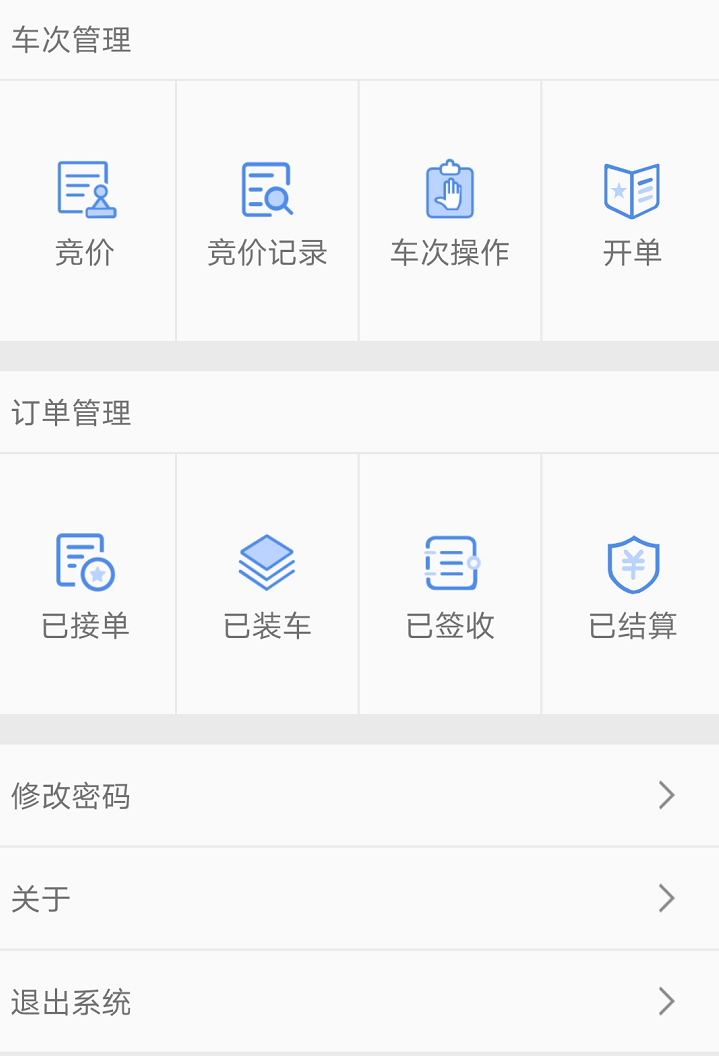 车次管理
竞价
竞价记录
车次操作
开单
订单管理
已接单
已装车
已签收
已结算
修改密码
关于
退出系统